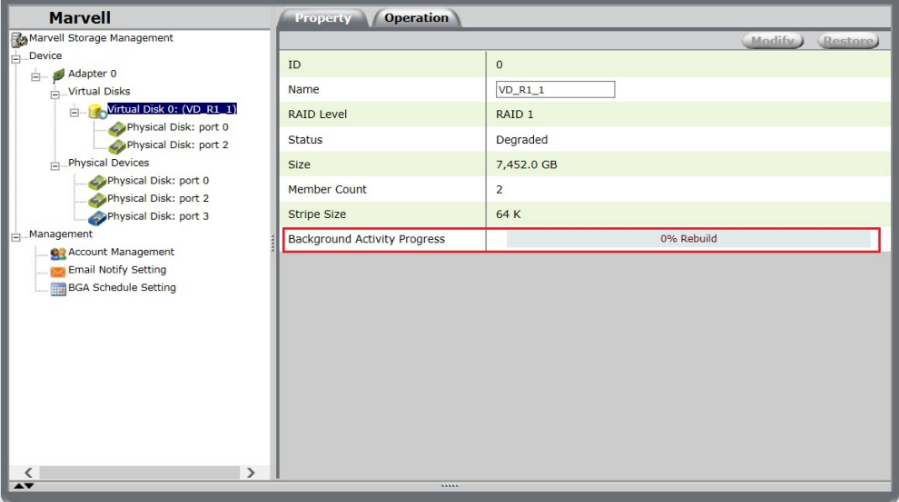 Marvell
Marvell Storage Management
Device
Adapter 0
Virtual Disks
Virtual Disk 0: (VD_R1_1)
Physical Disk: port 0
Physical Disk: port 2
Physical Devices
Physical Disk: port 0
Physical Disk: port 2
Physical Disk: port 3
Management
Account Management
Email Notify Setting
BGA Schedule Setting
Property Operation
Modify Restore
ID 0
Name VD_R1_1
RAID Level RAID 1
Status Degraded
Size 7,452.0 GB
Member Count 2
Stripe Size 64 K
Background Activity Progress 0% Rebuild